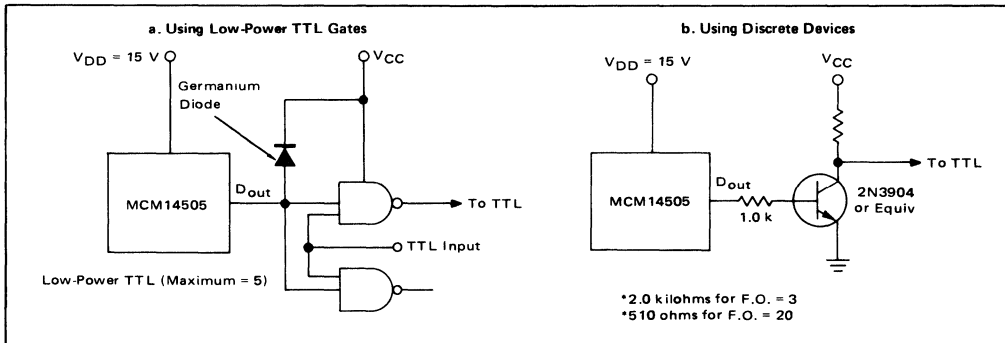 a. Using Low-Power TTL Gates
VDD = 15 V
VCC
Germanium
Diode
Dout
MCM14505
To TTL
TTL Input
Low-Power TTL (Maximum = 5)
b. Using Discrete Devices
VDD = 15 V
VCC
To TTL
Dout
MCM14505
1.0 k
2N3904
or Equiv
*2.0 kilohms for F.O. = 3
*510 ohms for F.O. = 20